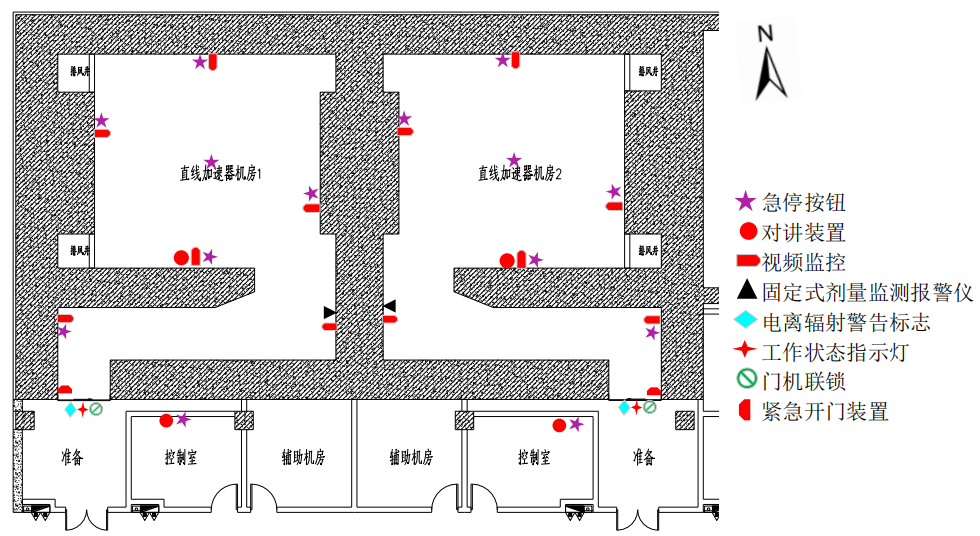 N
排风井
排风井
直线加速器机房1
直线加速器机房2
排风井
排风井
急停按钮
对讲装置
视频监控
固定式剂量监测报警仪
电离辐射警告标志
工作状态指示灯
门机联锁
紧急开门装置
准备
控制室
辅助机房
辅助机房
控制室
准备